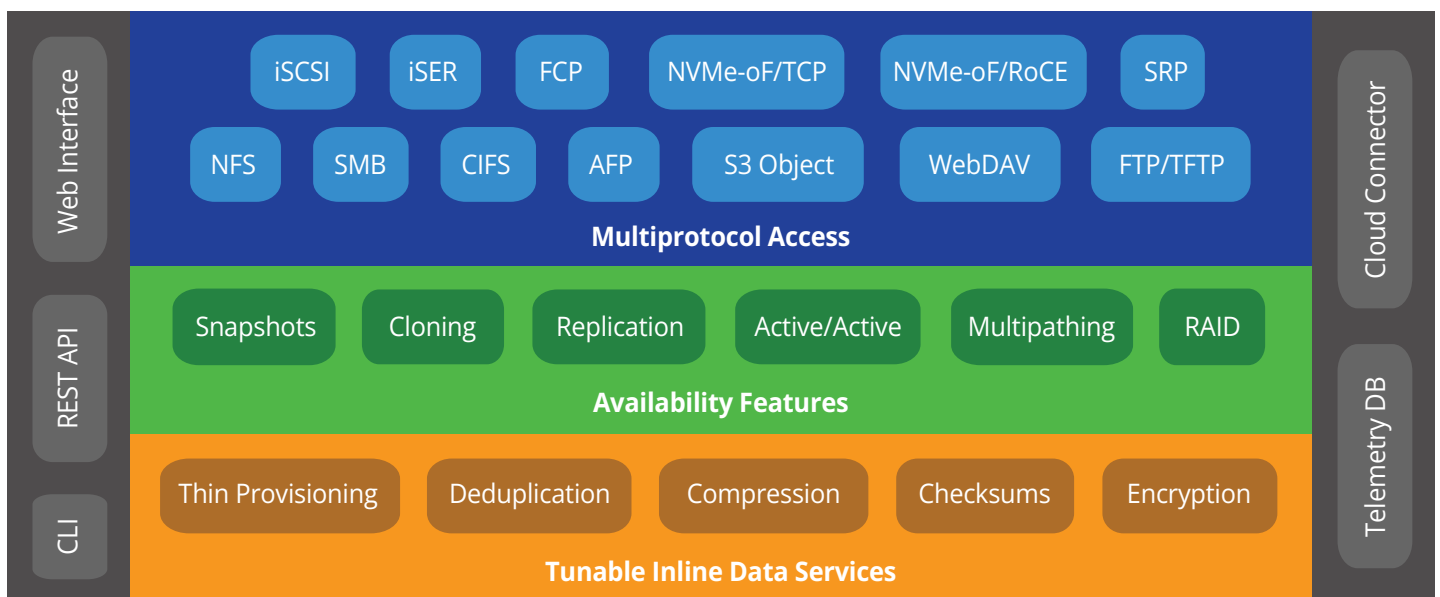 Web Interface
REST API
CLI
iSCSI
iSER
FCP
NVMe-oF/TCP
NVMe-oF/RoCE
SRP
NFS
SMB
CIFS
AFP
S3 Object
WebDAV
FTP/TFTP
Multiprotocol Access
Snapshots
Cloning
Replication
Active/Active
Multipathing
RAID
Availability Features
Thin Provisioning
Deduplication
Compression
Checksums
Encryption
Tunable Inline Data Services
Cloud Connector
Telemetry DB